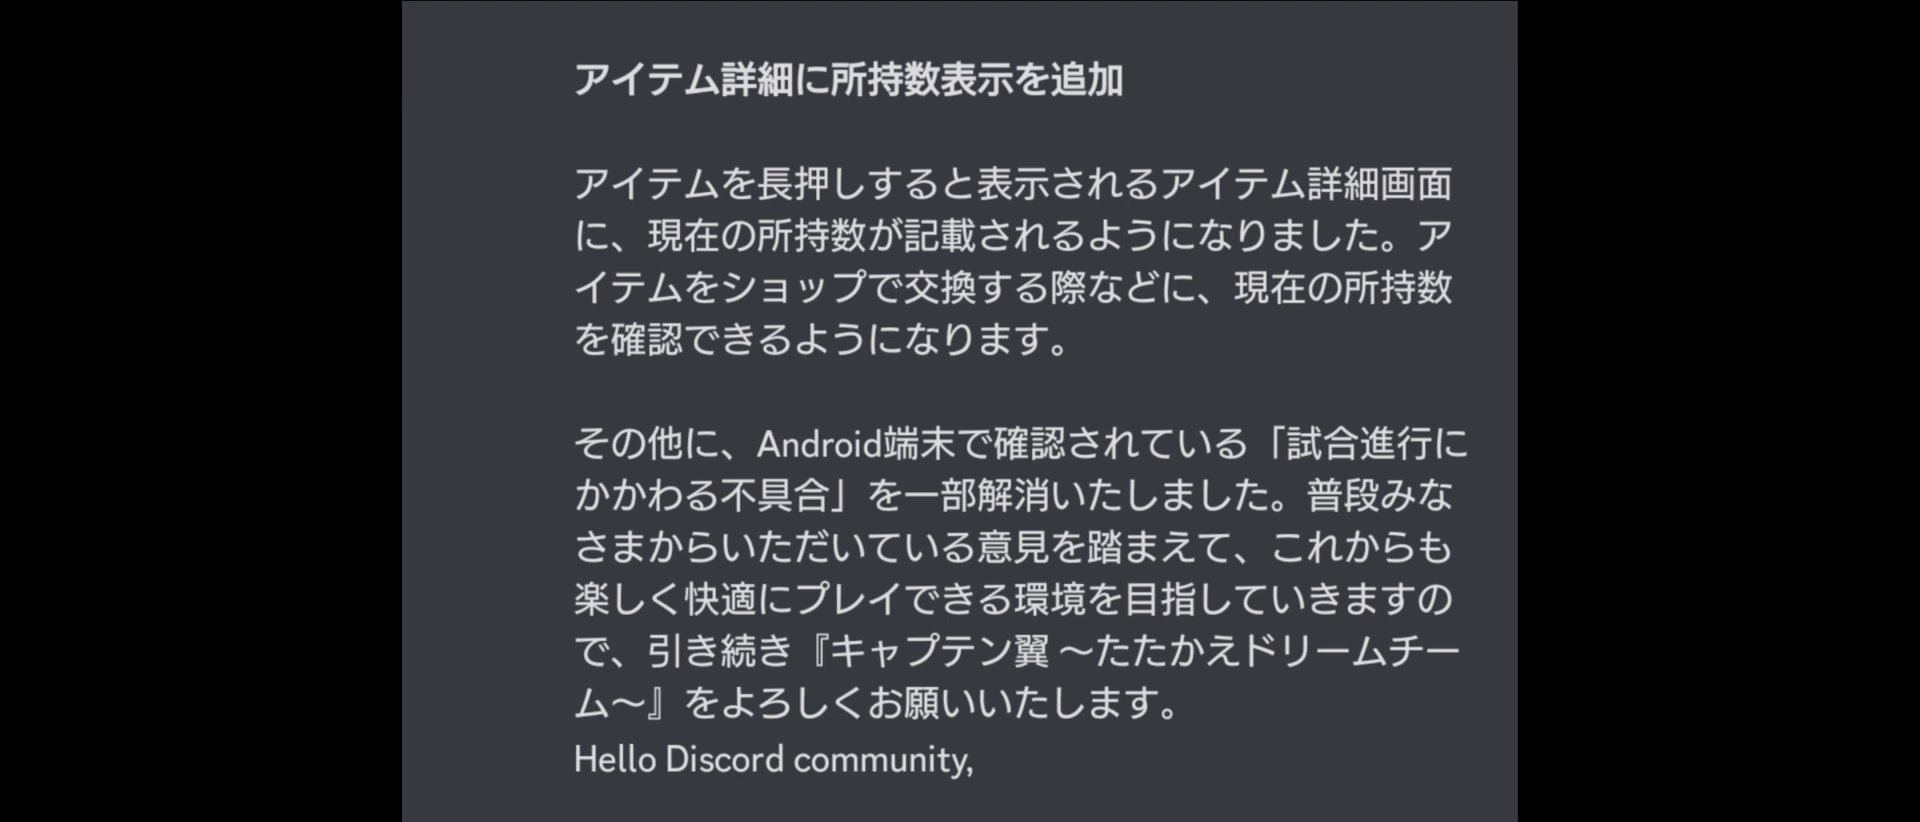 アイテム詳細に所持数表示を追加
アイテムを長押しすると表示されるアイテム詳細画面
に、現在の所持数が記載されるようになりました。ア
イテムをショップで交換する際などに、現在の所持数
を確認できるようになります。
その他に、Android端末で確認されている「試合進行に
かかわる不具合」を一部解消いたしました。普段みな
さまからいただいている意見を踏まえて、これからも
楽しく快適にプレイできる環境を目指していきますの
で、引き続き『キャプテン翼 〜たたかえドリームチー
ム〜』をよろしくお願いいたします。
Hello Discord community,